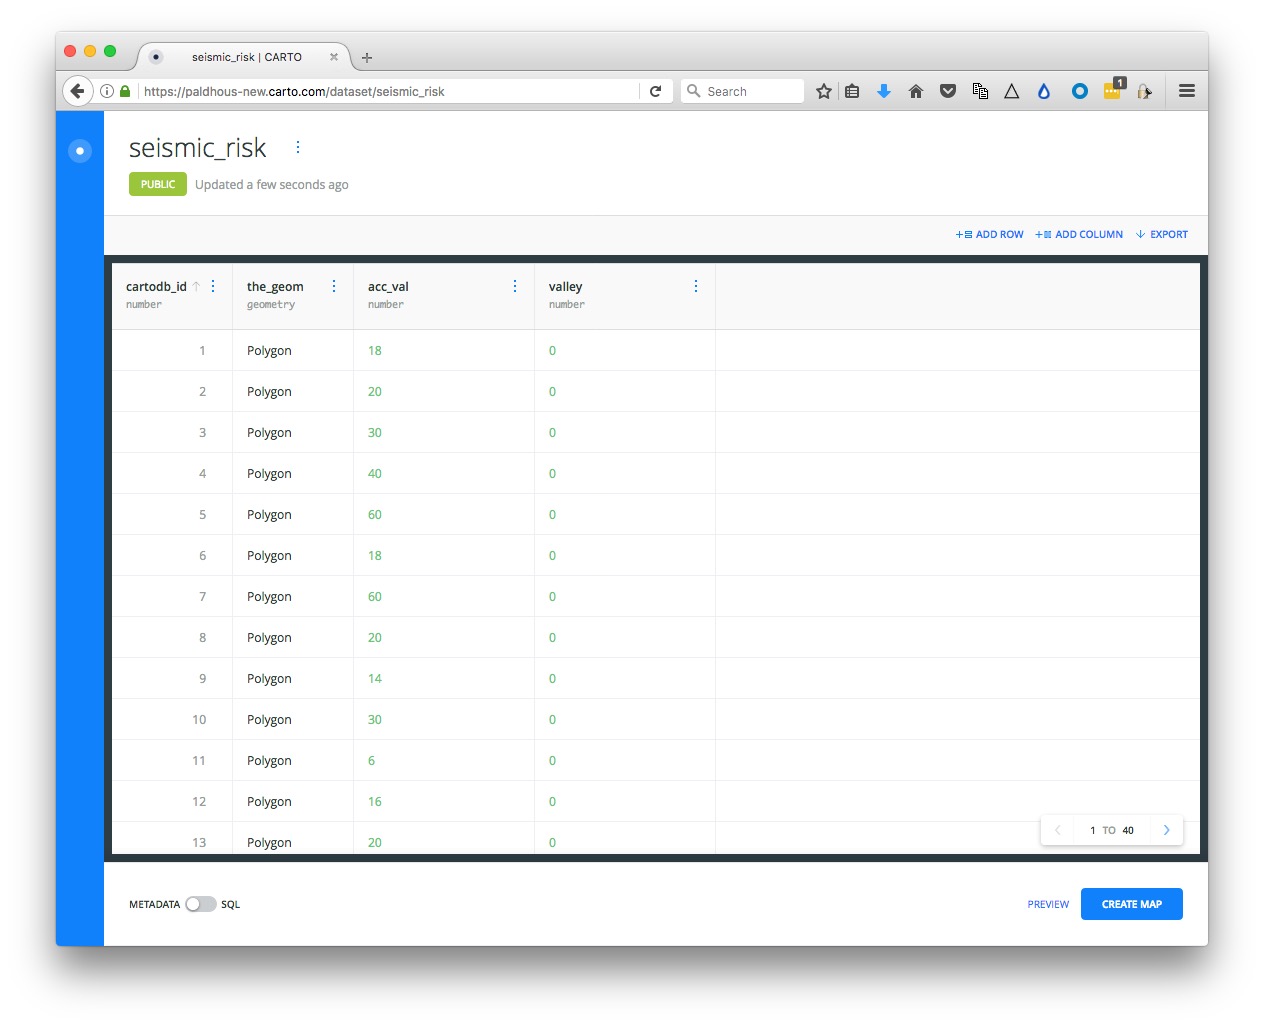 seismic_risk | CARTO
https://paldhous-new.carto.com/dataset/seismic_risk
Search
1
seismic_risk
PUBLIC Updated a few seconds ago
ADD ROW ADD COLUMN EXPORT
cartodb_id the_geom acc_val valley
number geometry number number
1 Polygon 18 0
2 Polygon 20 0
3 Polygon 30 0
4 Polygon 40 0
5 Polygon 60 0
6 Polygon 18 0
7 Polygon 60 0
8 Polygon 20 0
9 Polygon 14 0
10 Polygon 30 0
11 Polygon 6 0
12 Polygon 16 0
13 Polygon 20 0
1 TO 40
METADATA SQL PREVIEW CREATE MAP